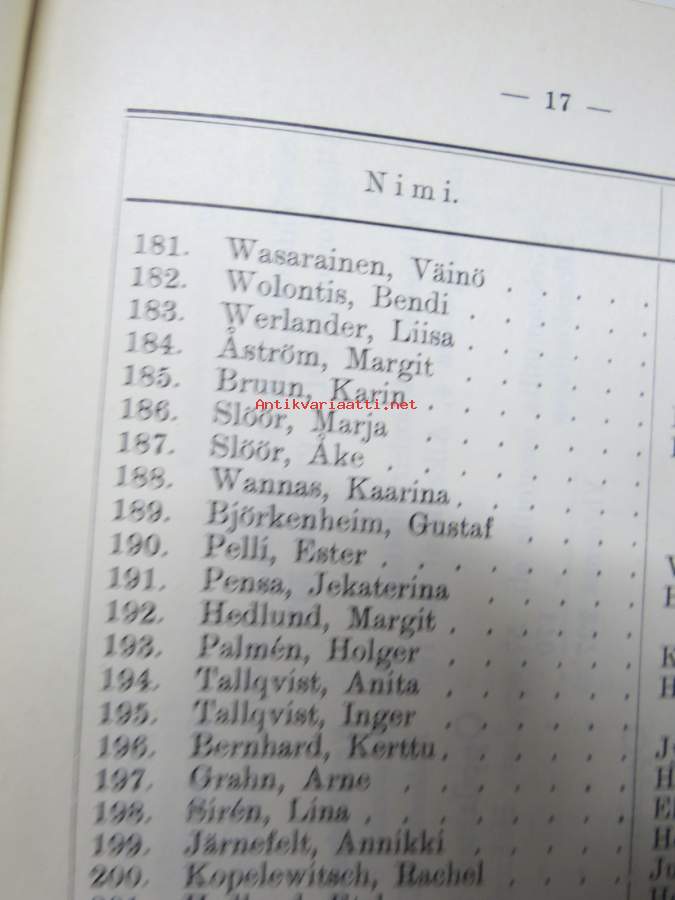 — 17 —
Nimi.
181. Wasarainen, Väinö . . . . .
182. Wolontis, Bendi . . . . . .
183. Werlander, Liisa . . . . . .
184. Åström, Margit . . . . . .
185. Bruun, Karin . . . . . . .
Antikvariaatti.net
186. Slöör, Marja . . . . . . .
187. Slöör, Åke . . . . . . . .
188. Wannas, Kaarina . . . . . .
189. Björkenheim, Gustaf . . . .
190. Pelli, Ester . . . . . . . .
191. Pensa, Jekaterina . . . . .
192. Hedlund, Margit . . . . . .
193. Palmén, Holger . . . . . .
194. Tallqvist, Anita . . . . . .
195. Tallqvist, Inger . . . . . .
196. Bernhard, Kerttu . . . . . .
197. Grahn, Arne . . . . . . .
198. Sirén, Lina . . . . . . . .
199. Järnefelt, Annikki . . . . .
200. Kopelewitsch, Rachel . . . .